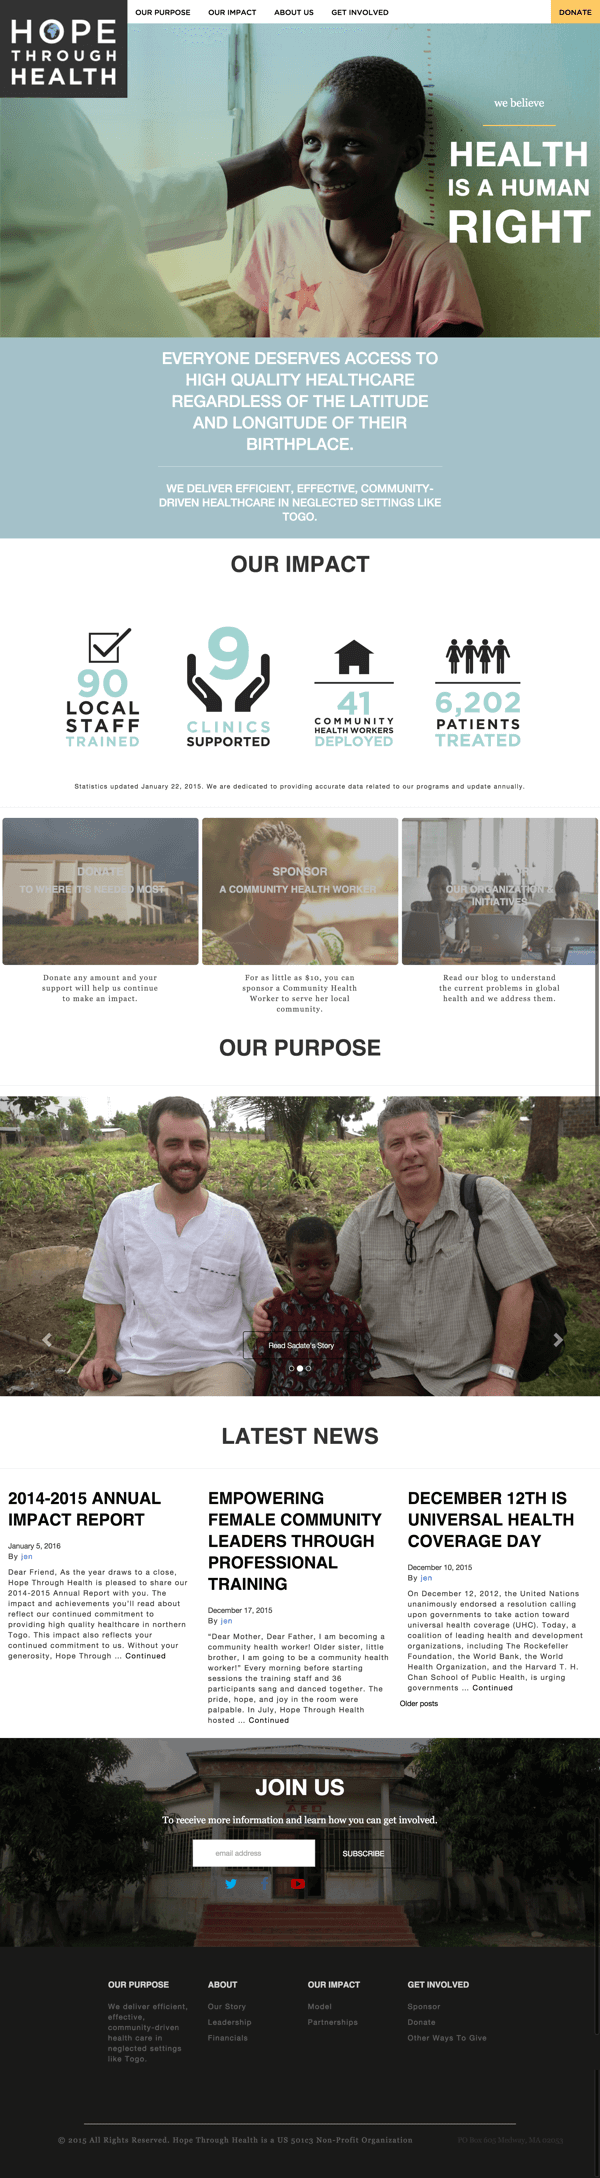 HOPE
THROUGH
HEALTH
OUR PURPOSE OUR IMPACT ABOUT US GET INVOLVED DONATE
we believe
HEALTH
IS A HUMAN
RIGHT
EVERYONE DESERVES ACCESS TO
HIGH QUALITY HEALTHCARE
REGARDLESS OF THE LATITUDE
AND LONGITUDE OF THEIR
BIRTHPLACE.
WE DELIVER EFFICIENT, EFFECTIVE, COMMUNITY-
DRIVEN HEALTHCARE IN NEGLECTED SETTINGS LIKE
TOGO.
OUR IMPACT
90
LOCAL
STAFF
TRAINED
9
CLINICS
SUPPORTED
41
COMMUNITY
HEALTH WORKERS
DEPLOYED
6,202
PATIENTS
TREATED
Statistics updated January 22, 2015. We are dedicated to providing accurate data related to our programs and update annually.
DONATE
TO WHERE IT'S NEEDED MOST
Donate any amount and your
support will help us continue
to make an impact.
SPONSOR
A COMMUNITY HEALTH WORKER
For as little as $10, you can
sponsor a Community Health
Worker to serve her local
community.
OUR ORGANIZATION &
INITIATIVES
Read our blog to understand
the current problems in global
health and we address them.
OUR PURPOSE
Read Sadate's Story
LATEST NEWS
2014-2015 ANNUAL
IMPACT REPORT
January 5, 2016
By jen
Dear Friend, As the year draws to a close,
Hope Through Health is pleased to share our
2014-2015 Annual Report with you. The
impact and achievements you'll read about
reflect our continued commitment to
providing high quality healthcare in northern
Togo. This impact also reflects your
continued commitment to us. Without your
generosity, Hope Through ... Continued
EMPOWERING
FEMALE COMMUNITY
LEADERS THROUGH
PROFESSIONAL
TRAINING
December 17, 2015
By jen
"Dear Mother, Dear Father, I am becoming a
community health worker! Older sister, little
brother, I am going to be a community health
worker!" Every morning before starting
sessions the training staff and 36
participants sang and danced together. The
pride, hope, and joy in the room were
palpable. In July, Hope Through Health
hosted ... Continued
DECEMBER 12TH IS
UNIVERSAL HEALTH
COVERAGE DAY
December 10, 2015
By jen
On December 12, 2012, the United Nations
unanimously endorsed a resolution calling
upon governments to take action toward
universal health coverage (UHC). Today, a
coalition of leading health and development
organizations, including The Rockefeller
Foundation, the World Bank, the World
Health Organization, and the Harvard T. H.
Chan School of Public Health, is urging
governments ... Continued
Older posts
JOIN US
A.E.D
To receive more information and learn how you can get involved.
email address SUBSCRIBE
OUR PURPOSE
We deliver efficient,
effective,
community-driven
health care in
neglected settings
like Togo.
ABOUT
Our Story
Leadership
Financials
OUR IMPACT
Model
Partnerships
GET INVOLVED
Sponsor
Donate
Other Ways To Give
© 2015 All Rights Reserved. Hope Through Health is a US 501c3 Non-Profit Organization
PO Box 605 Medway, MA 02053